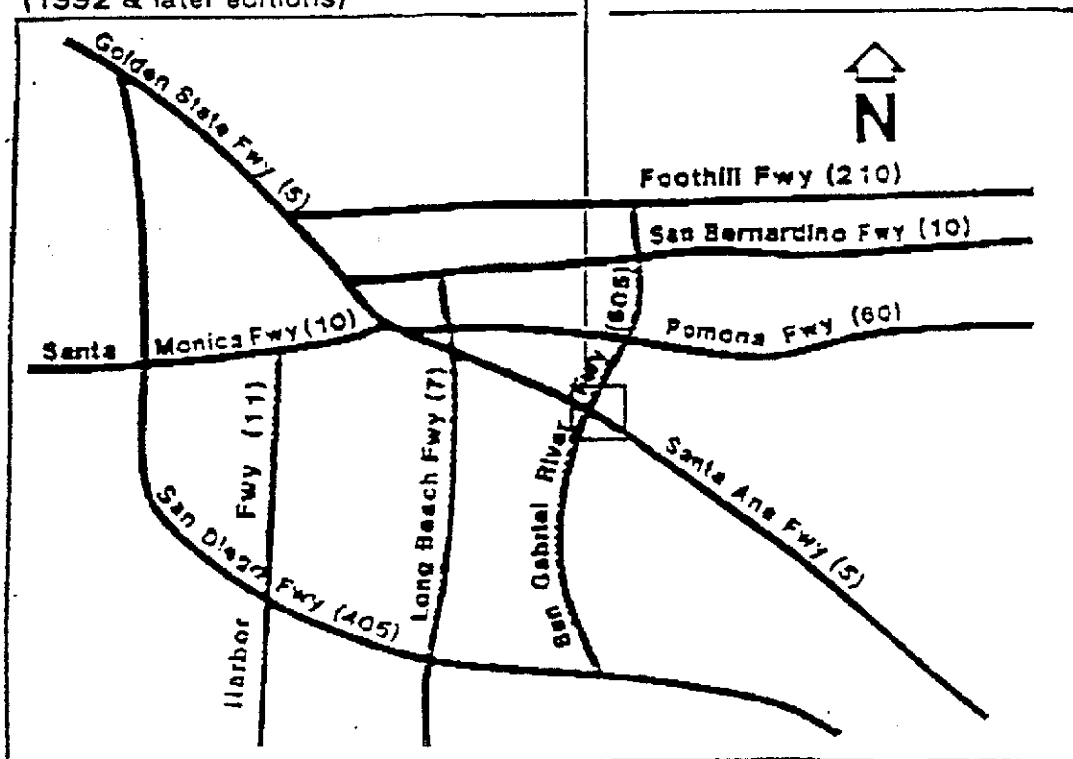 (1992 & later editions)
Golden State Fwy (5)
N
Foothill Fwy (210)
San Bernardino Fwy (10)
(605)
Pomona Fwy (60)
Santa Monica Fwy (10)
Harbor Fwy (11)
Long Beach Fwy (7)
San Gabriel River Fwy
Santa Ana Fwy (5)
San Diego Fwy (405)